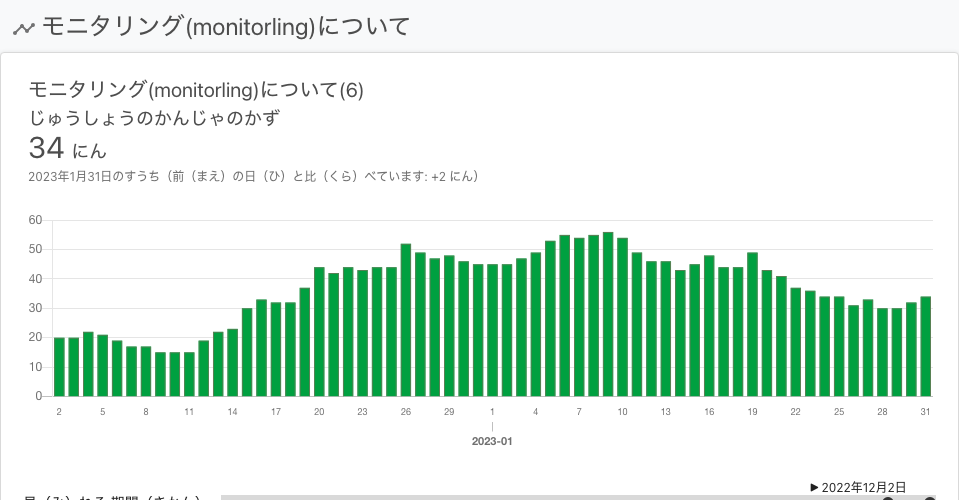 モニタリング(monitorling)について
モニタリング(monitorling)について(6)
じゅうしょうのかんじゃのかず
34 にん
2023年1月31日のすうち（前（まえ）の日（ひ）と比（くら）べています: +2 にん）
60
50
40
30
20
10
0
2 5 8 11 14 17 20 23 26 29 1 4 7 10 13 16 19 22 25 28 31
2023-01
▶ 2022年12月2日